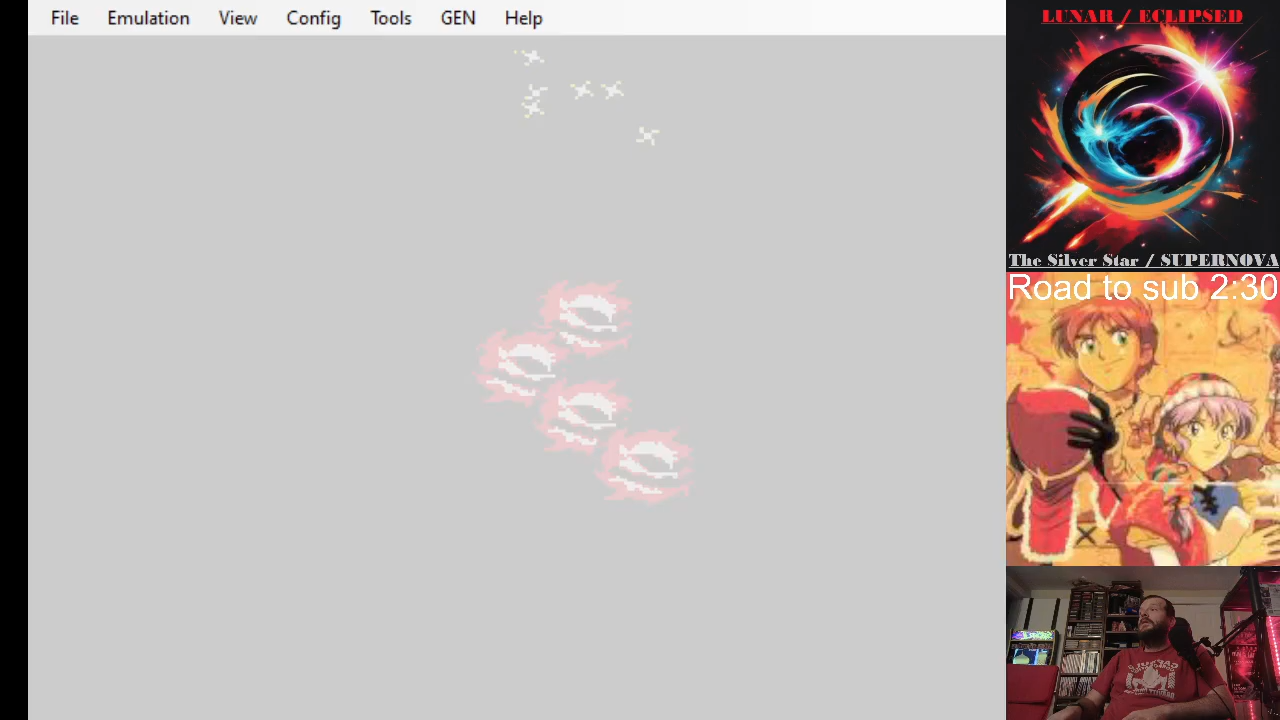 File Emulation View Config Tools GEN Help
LUNAR / ECLIPSED
The Silver Star / SUPERNOVA
Road to sub 2:30